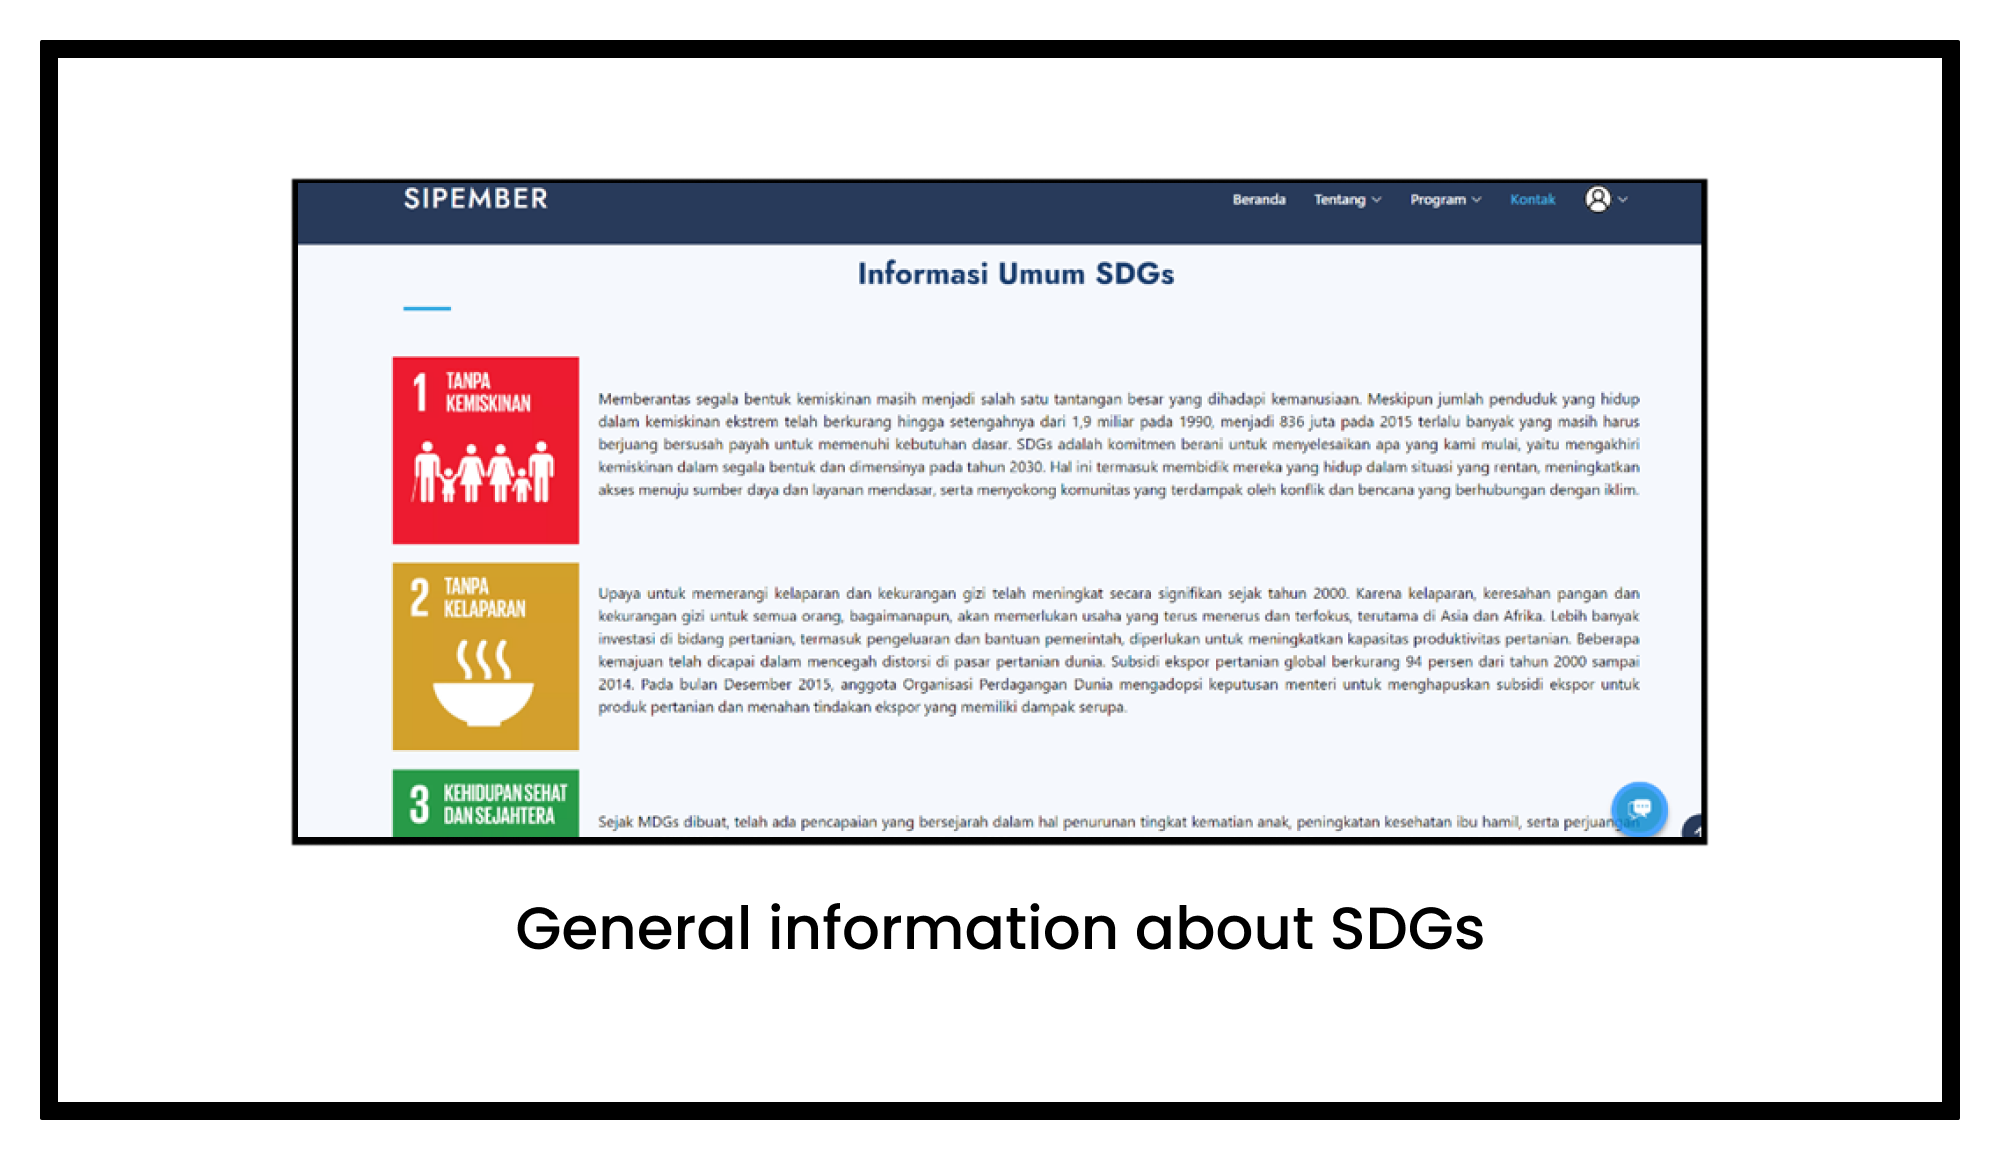 SIPEMBER
Beranda Tentang Program Kontak
Informasi Umum SDGs
1 TANPA
KEMISKINAN
Memberantas segala bentuk kemiskinan masih menjadi salah satu tantangan besar yang dihadapi kemanusiaan. Meskipun jumlah penduduk yang hidup
dalam kemiskinan ekstrem telah berkurang hingga setengahnya dari 1,9 miliar pada 1990, menjadi 836 juta pada 2015 terlalu banyak yang masih harus
berjuang bersusah payah untuk memenuhi kebutuhan dasar. SDGs adalah komitmen berani untuk menyelesaikan apa yang kami mulai, yaitu mengakhiri
kemiskinan dalam segala bentuk dan dimensinya pada tahun 2030. Hal ini termasuk membidik mereka yang hidup dalam situasi yang rentan, meningkatkan
akses menuju sumber daya dan layanan mendasar, serta menyokong komunitas yang terdampak oleh konflik dan bencana yang berhubungan dengan iklim.
2 TANPA
KELAPARAN
Upaya untuk memerangi kelaparan dan kekurangan gizi telah meningkat secara signifikan sejak tahun 2000. Karena kelaparan, keresahan pangan dan
kekurangan gizi untuk semua orang, bagaimanapun, akan memerlukan usaha yang terus menerus dan terfokus, terutama di Asia dan Afrika. Lebih banyak
investasi di bidang pertanian, termasuk pengeluaran dan bantuan pemerintah, diperlukan untuk meningkatkan kapasitas produktivitas pertanian. Beberapa
kemajuan telah dicapai dalam mencegah distorsi di pasar pertanian dunia. Subsidi ekspor pertanian global berkurang 94 persen dari tahun 2000 sampai
2014. Pada bulan Desember 2015, anggota Organisasi Perdagangan Dunia mengadopsi keputusan menteri untuk menghapuskan subsidi ekspor untuk
produk pertanian dan menahan tindakan ekspor yang memiliki dampak serupa.
3 KEHIDUPAN SEHAT
DAN SEJAHTERA
Sejak MDGs dibuat, telah ada pencapaian yang bersejarah dalam hal penurunan tingkat kematian anak, peningkatan kesehatan ibu hamil, serta perjuangan
General information about SDGs